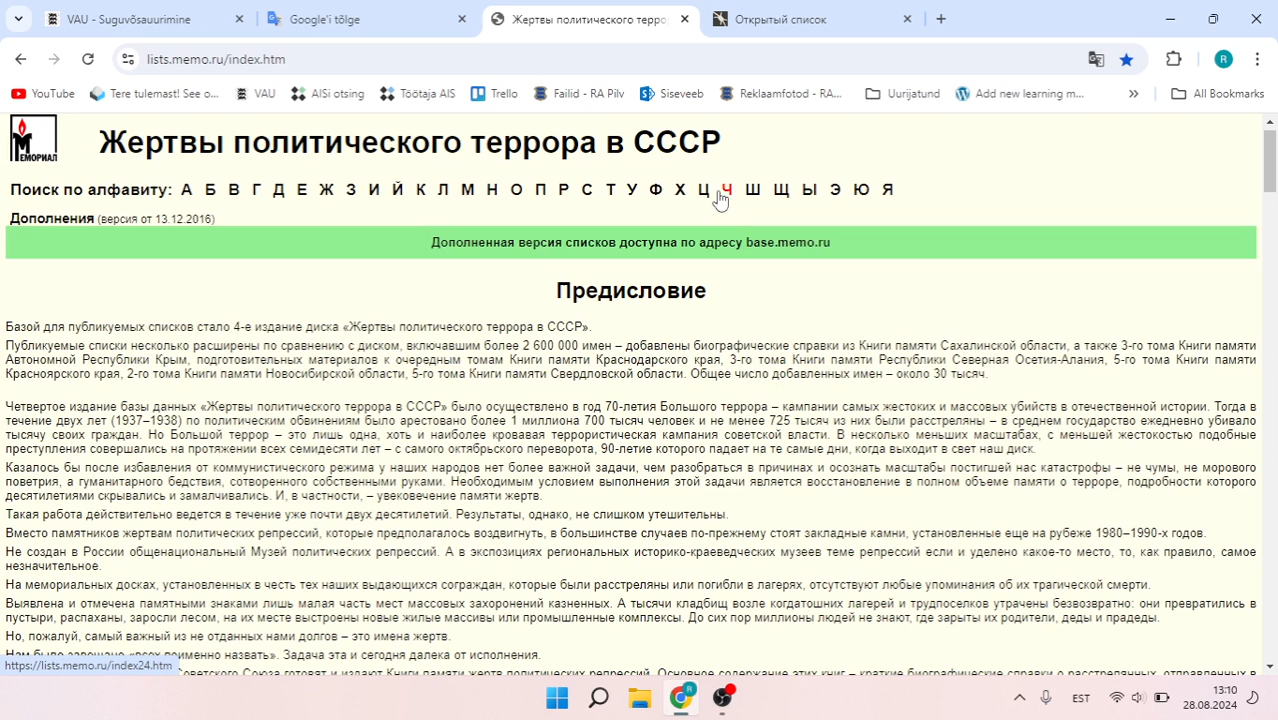 VAU - Suguvõsauurimine
Google'i tõlge
Жертвы политического террор
Открытый список
lists.memo.ru/index.htm
R
YouTube
Tere tulemast! See o...
VAU
AISi otsing
Töötaja AIS
Trello
Failid - RA Pilv
Siseveeb
Reklaamfotod - RA...
Uurijatund
Add new learning m...
All Bookmarks
МЕМОРИАЛ
Жертвы политического террора в СССР
Поиск по алфавиту: А Б В Г Д Е Ж З И Й К Л М Н О П Р С Т У Ф Х Ц Ч Ш Щ Ы Э Ю Я
Дополнения (версия от 13.12.2016)
Дополненная версия списков доступна по адресу base.memo.ru
Предисловие
Базой для публикуемых списков стало 4-е издание диска «Жертвы политического террора в СССР».
Публикуемые списки несколько расширены по сравнению с диском, включавшим более 2 600 000 имен – добавлены биографические справки из Книги памяти Сахалинской области, а также 3-го тома Книги памяти
Автономной Республики Крым, подготовительных материалов к очередным томам Книги памяти Краснодарского края, 3-го тома Книги памяти Республики Северная Осетия-Алания, 5-го тома Книги памяти
Красноярского края, 2-го тома Книги памяти Новосибирской области, 5-го тома Книги памяти Свердловской области. Общее число добавленных имен – около 30 тысяч.
Четвертое издание базы данных «Жертвы политического террора в СССР» было осуществлено в год 70-летия Большого террора – кампании самых жестоких и массовых убийств в отечественной истории. Тогда в
течение двух лет (1937–1938) по политическим обвинениям было арестовано более 1 миллиона 700 тысяч человек и не менее 725 тысяч из них были расстреляны – в среднем государство ежедневно убивало
тысячу своих граждан. Но Большой террор – это лишь одна, хоть и наиболее кровавая террористическая кампания советской власти. В несколько меньших масштабах, с меньшей жестокостью подобные
преступления совершались на протяжении всех семидесяти лет – с самого октябрьского переворота, 90-летие которого падает на те самые дни, когда выходит в свет наш диск.
Казалось бы после избавления от коммунистического режима у наших народов нет более важной задачи, чем разобраться в причинах и осознать масштабы постигшей нас катастрофы – не чумы, не морового
поветрия, а гуманитарного бедствия, сотворенного собственными руками. Необходимым условием выполнения этой задачи является восстановление в полном объеме памяти о терроре, подробности которого
десятилетиями скрывались и замалчивались. И, в частности, – увековечение памяти жертв.
Такая работа действительно ведется в течение уже почти двух десятилетий. Результаты, однако, не слишком утешительны.
Вместо памятников жертвам политических репрессий, которые предполагалось воздвигнуть, в большинстве случаев по-прежнему стоят закладные камни, установленные еще на рубеже 1980–1990-х годов.
Не создан в России общенациональный Музей политических репрессий. А в экспозициях региональных историко-краеведческих музеев теме репрессий если и уделено какое-то место, то, как правило, самое
незначительное.
На мемориальных досках, установленных в честь тех наших выдающихся сограждан, которые были расстреляны или погибли в лагерях, отсутствуют любые упоминания об их трагической смерти.
Выявлена и отмечена памятными знаками лишь малая часть мест массовых захоронений казненных. А тысячи кладбищ возле когдатошних лагерей и трудпоселков утрачены безвозвратно: они превратились в
пустыри, распаханы, заросли лесом, на их месте выстроены новые жилые массивы или промышленные комплексы. До сих пор миллионы людей не знают, где зарыты их родители, деды и прадеды.
Но, пожалуй, самый важный из не отданных нами долгов – это имена жертв.
Нам было завещано «всех поименно назвать». Задача эта и сегодня далека от исполнения.
https://lists.memo.ru/index24.htm
Советского Союза готовят и издают Книги памяти жертв политических репрессий. Основное содержание этих книг – краткие биографические справки о расстрелянных, отправленных в
R
EST
13:10
28.08.2024